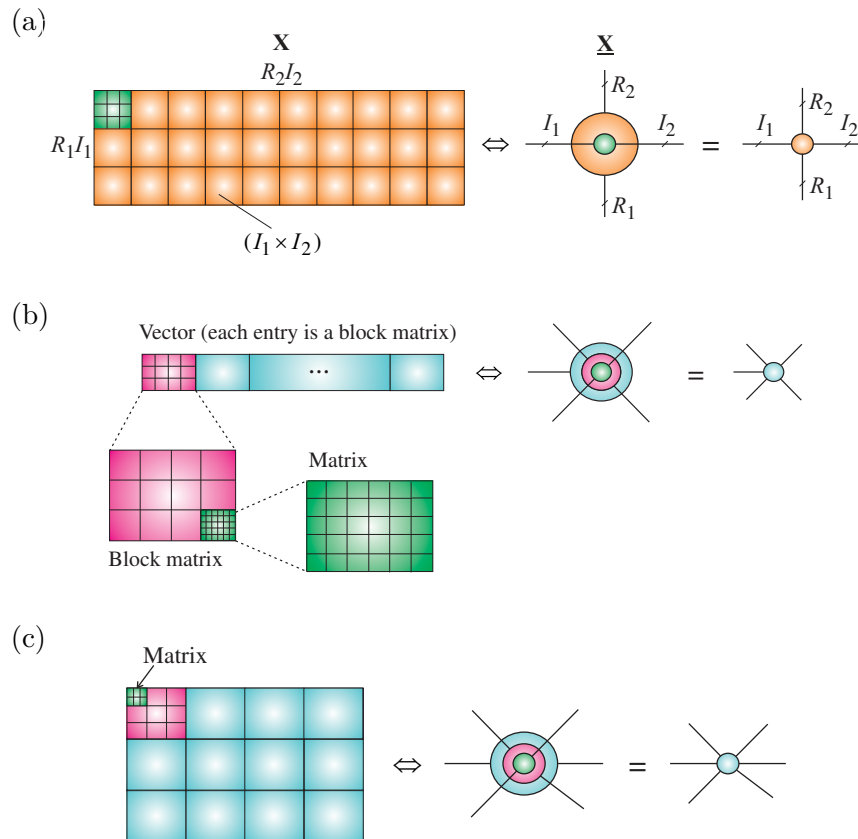 (a)
X
R2I2
R1I1
(I1 × I2)
⇔
X
R2
I1
I2
R1
=
R2
I1
I2
R1
(b)
Vector (each entry is a block matrix)
...
⇔
=
Matrix
Block matrix
(c)
Matrix
⇔
=